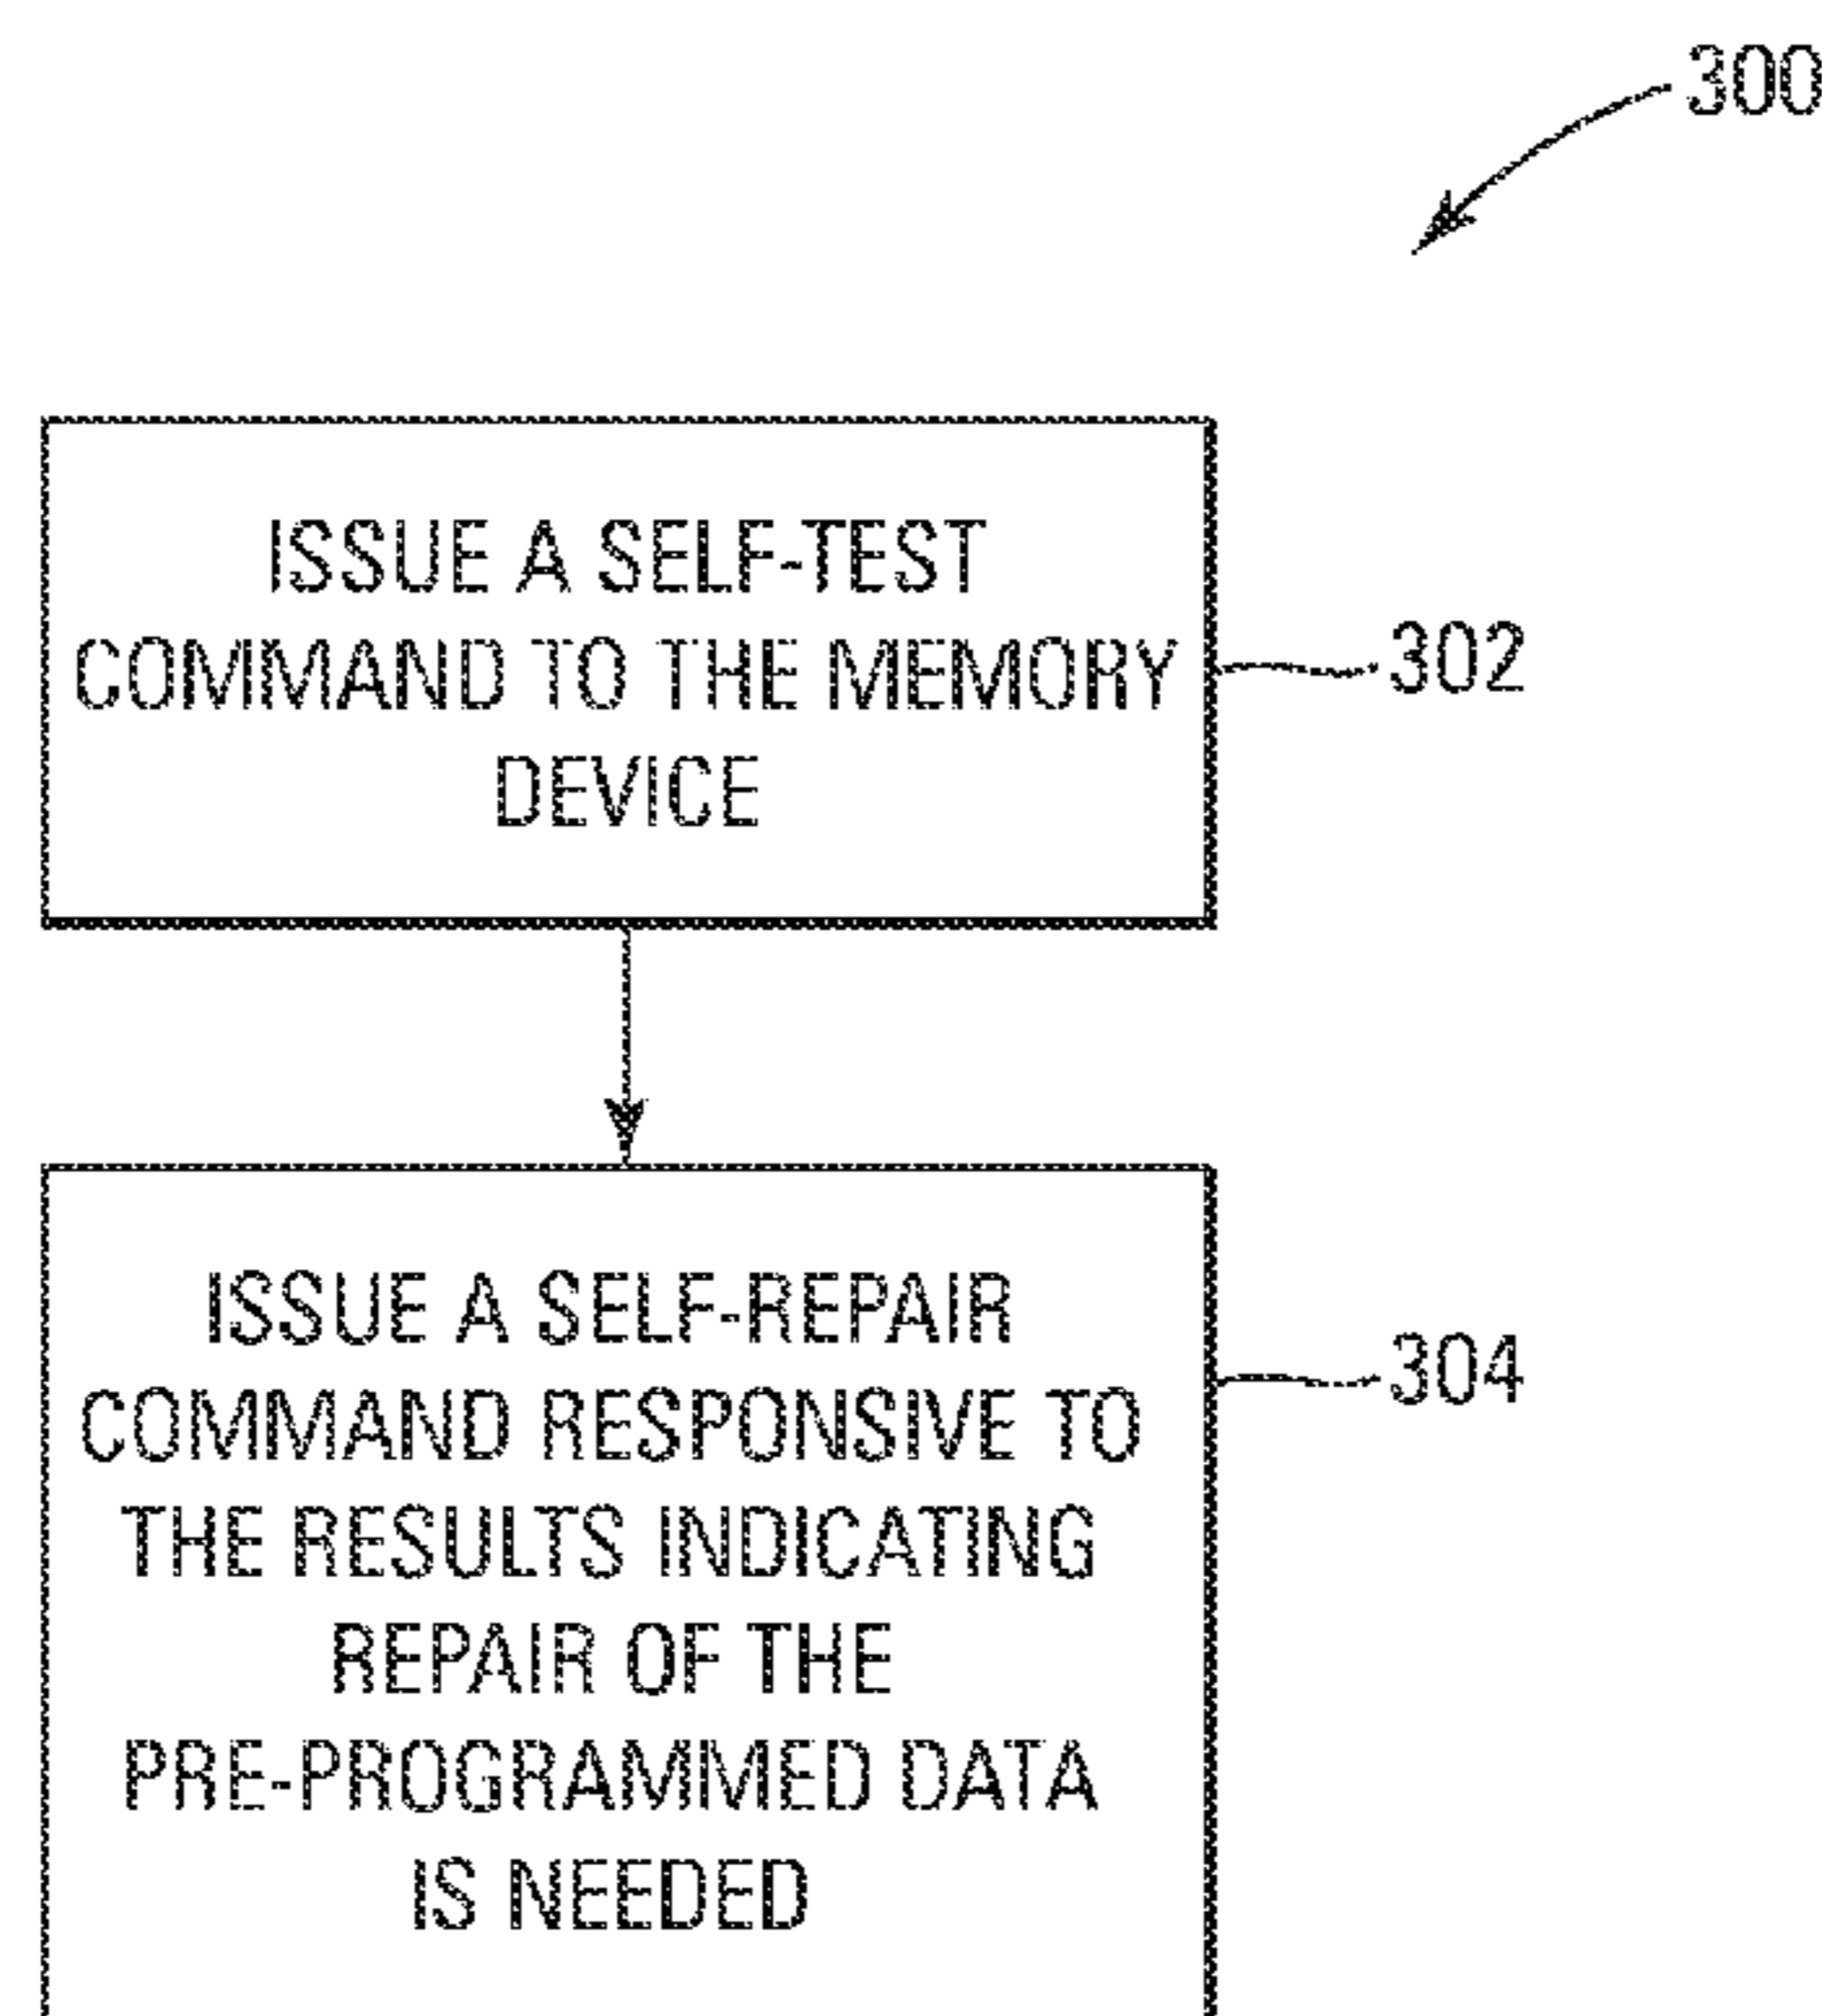 300
ISSUE A SELF-TEST
COMMAND TO THE MEMORY
DEVICE
302
ISSUE A SELF-REPAIR
COMMAND RESPONSIVE TO
THE RESULTS INDICATING
REPAIR OF THE
PRE-PROGRAMMED DATA
IS NEEDED
304